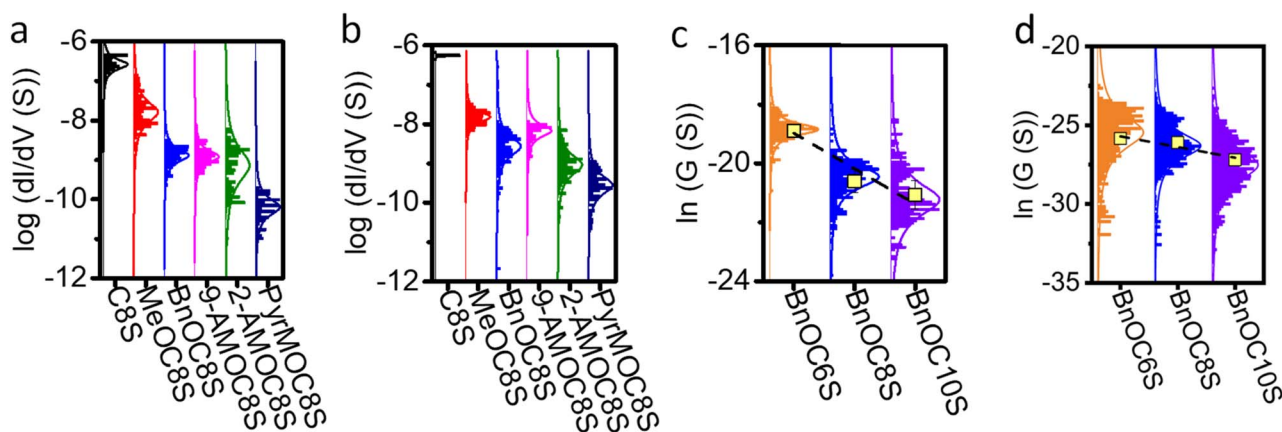 a
log (dI/dV (S))
-6
-8
-10
-12
C8S
MeOC8S
BnOC8S
9-AMOC8S
2-AMOC8S
PyrMOC8S
b
log (dI/dV (S))
-6
-8
-10
-12
C8S
MeOC8S
BnOC8S
9-AMOC8S
2-AMOC8S
PyrMOC8S
c
ln (G (S))
-16
-20
-24
BnOC6S
BnOC8S
BnOC10S
d
ln (G (S))
-20
-25
-30
-35
BnOC6S
BnOC8S
BnOC10S